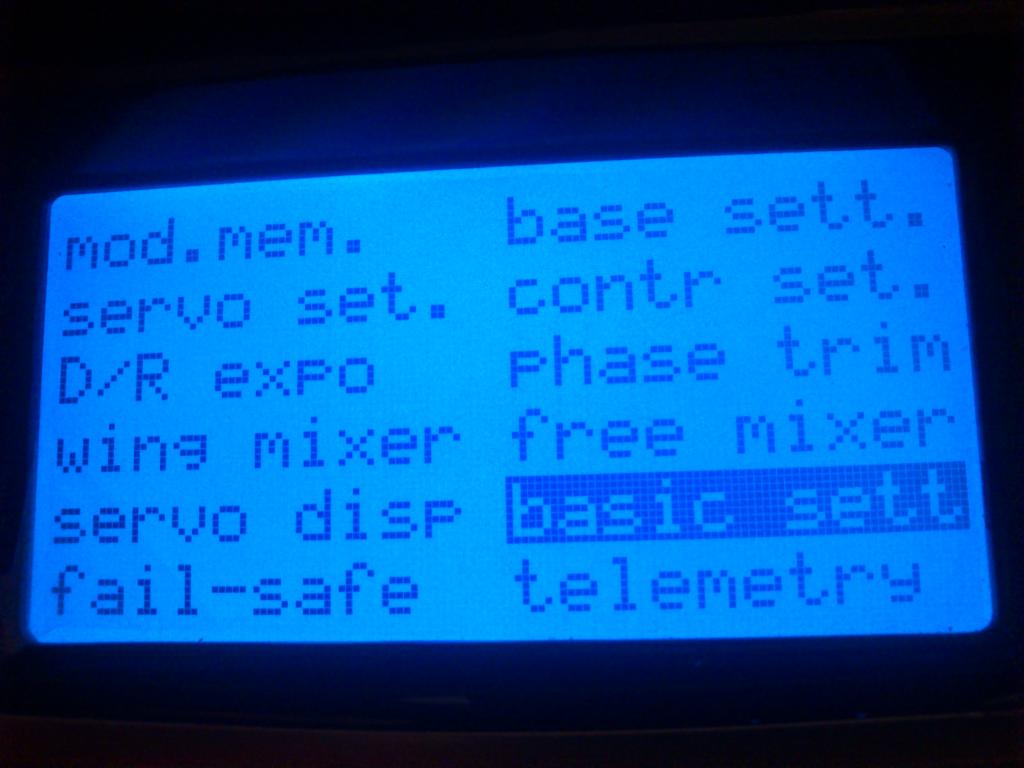 mod.mem. base sett.
servo set. contr set.
D/R expo phase trim
wing mixer free mixer
servo disp basic sett
fail-safe telemetry